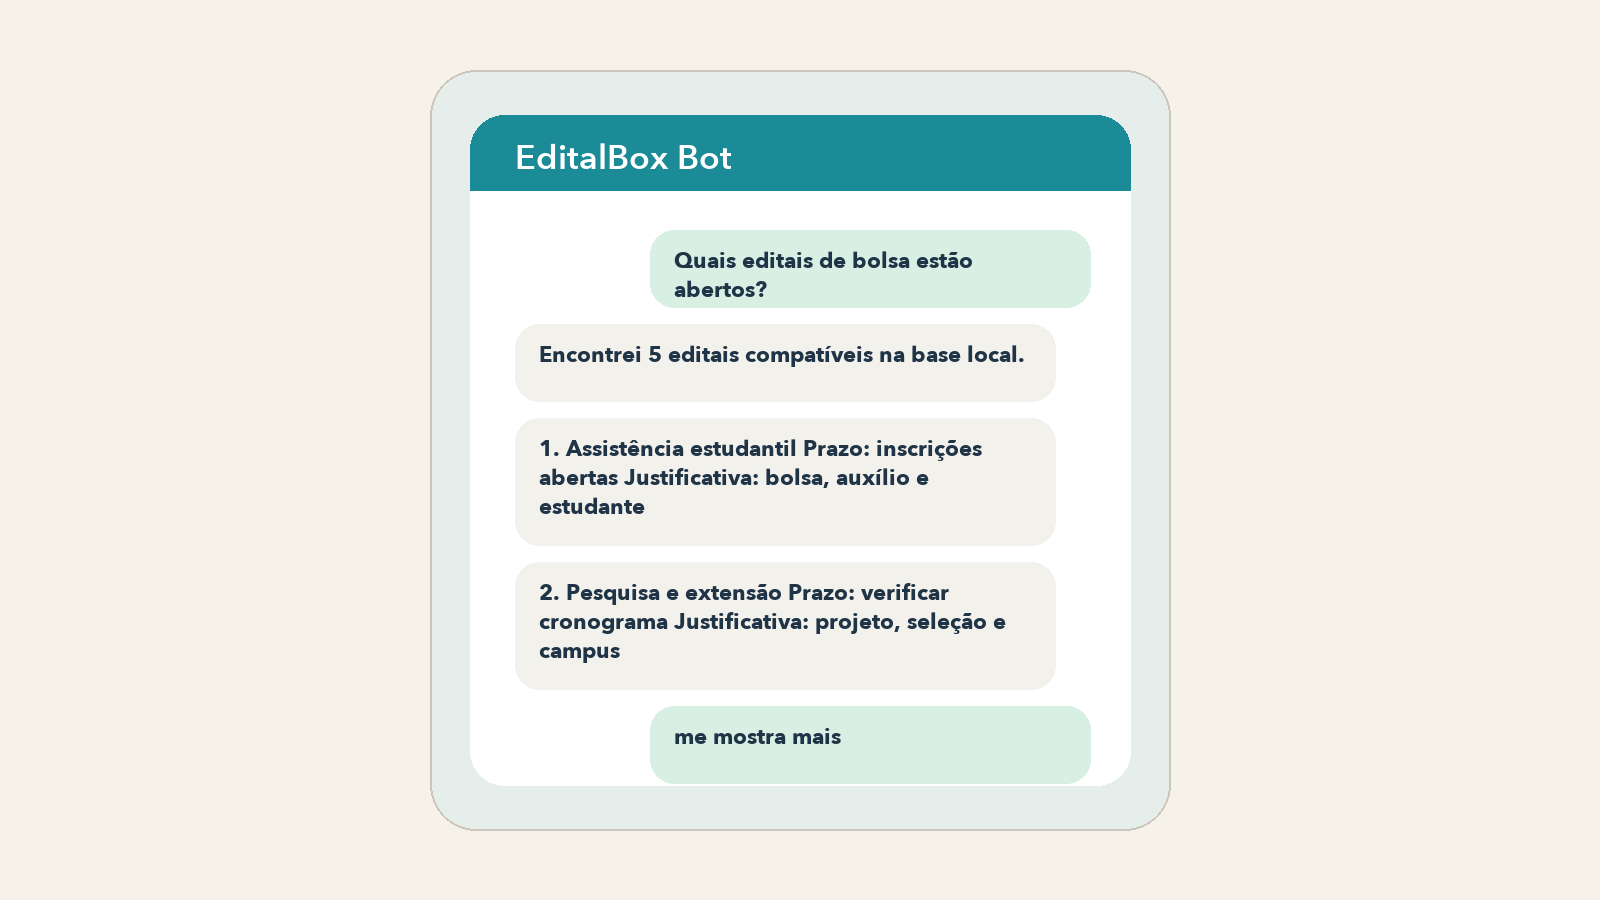 EditalBox Bot
Quais editais de bolsa estão
abertos?
Encontrei 5 editais compatíveis na base local.
1. Assistência estudantil Prazo: inscrições
abertas Justificativa: bolsa, auxílio e
estudante
2. Pesquisa e extensão Prazo: verificar
cronograma Justificativa: projeto, seleção e
campus
me mostra mais